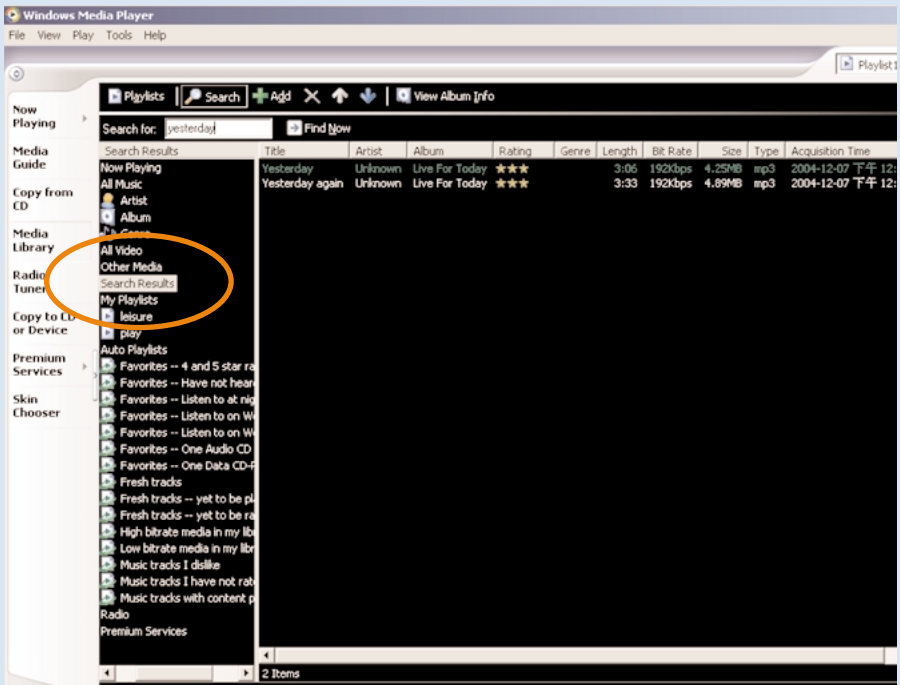 Windows Media Player
File View Play Tools Help
Playlist1
Playlists Search Add View Album Info
Now Playing
Search for: yesterday Find Now
Media Guide
Copy from CD
Media Library
Radio Tuner
Copy to CD or Device
Premium Services
Skin Chooser
Search Results
Now Playing
All Music
Artist
Album
Genre
All Video
Other Media
Search Results
My Playlists
leisure
play
Auto Playlists
Favorites -- 4 and 5 star ra
Favorites -- Have not hear
Favorites -- Listen to at nig
Favorites -- Listen to on W
Favorites -- Listen to on W
Favorites -- One Audio CD
Favorites -- One Data CD-R
Fresh tracks
Fresh tracks -- yet to be pl
Fresh tracks -- yet to be ra
High bitrate media in my lib
Low bitrate media in my libr
Music tracks I dislike
Music tracks I have not rat
Music tracks with content p
Radio
Premium Services
Title Artist Album Rating Genre Length Bit Rate Size Type Acquisition Time
Yesterday Unknown Live For Today 3:06 192Kbps 4.25MB mp3 2004-12-07 下午 12:
Yesterday again Unknown Live For Today 3:33 192Kbps 4.89MB mp3 2004-12-07 下午 12:
2 Items